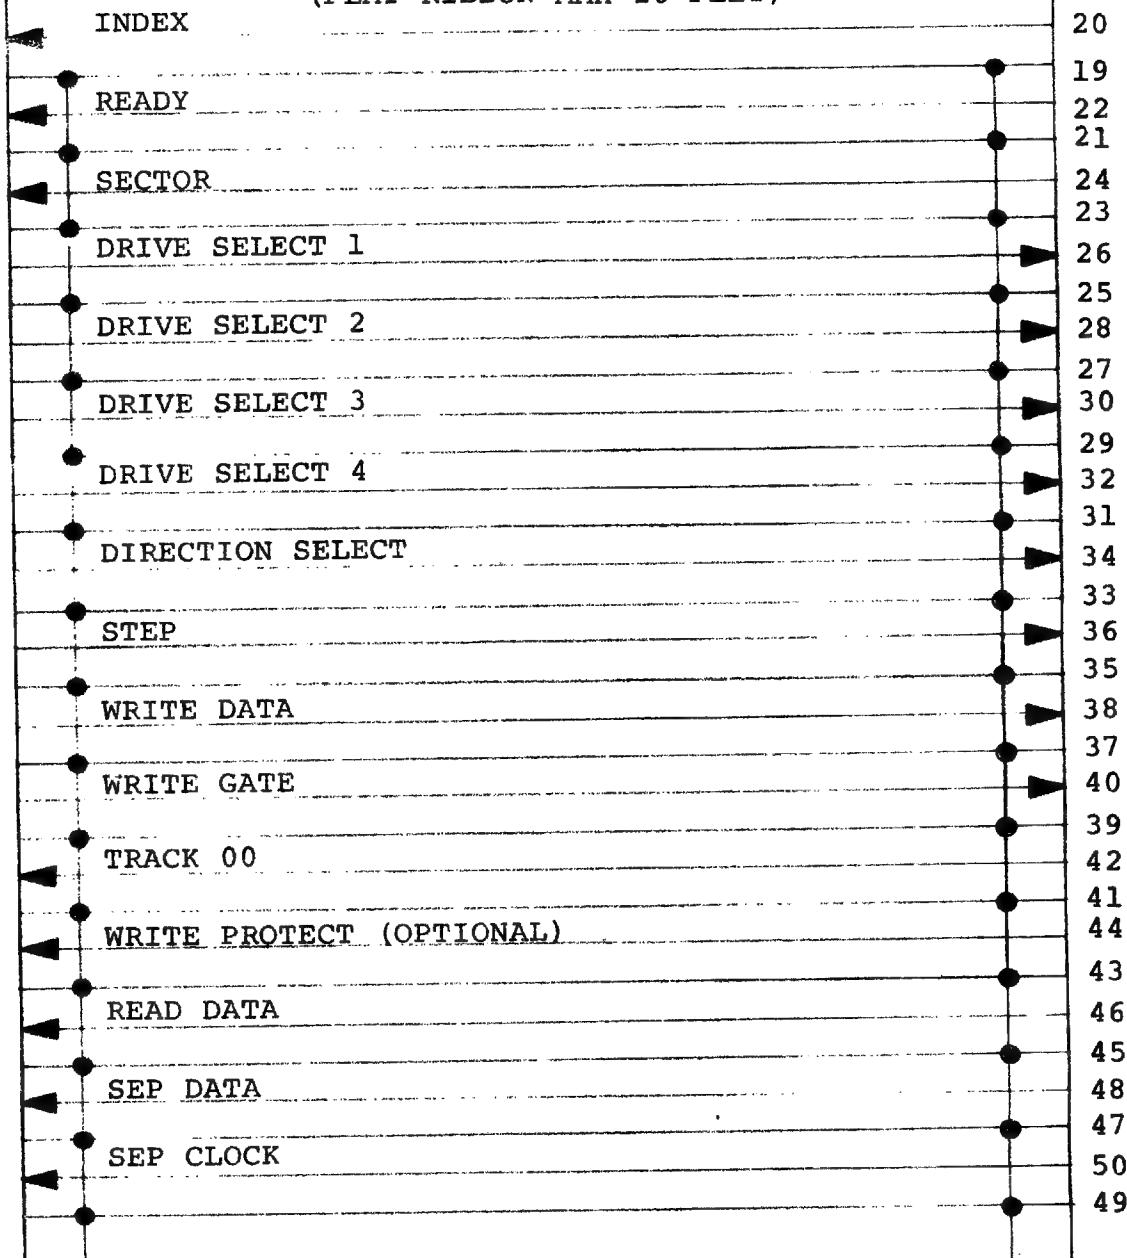 INDEX 20
19
READY 22
21
SECTOR 24
23
DRIVE SELECT 1 26
25
DRIVE SELECT 2 28
27
DRIVE SELECT 3 30
29
DRIVE SELECT 4 32
31
DIRECTION SELECT 34
33
STEP 36
35
WRITE DATA 38
37
WRITE GATE 40
39
TRACK 00 42
41
WRITE PROTECT (OPTIONAL) 44
43
READ DATA 46
45
SEP DATA 48
47
SEP CLOCK 50
49